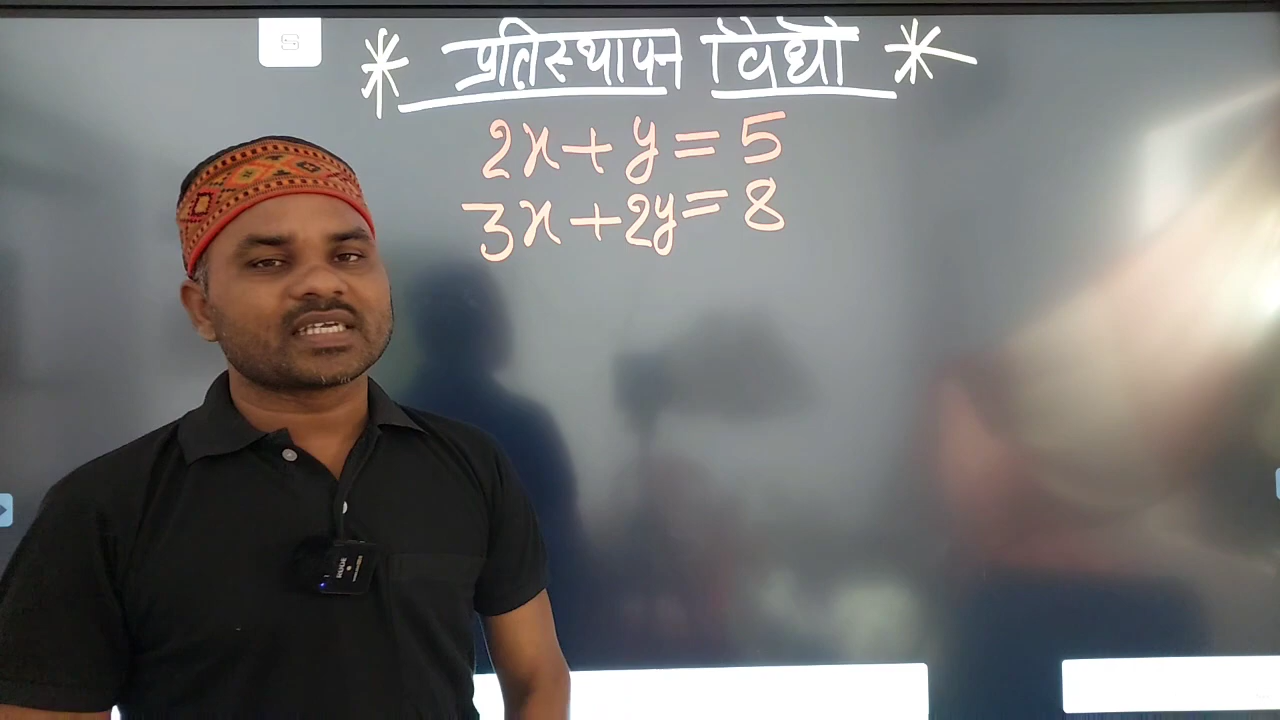 * प्रतिस्थापन विधी *
2x + y = 5
3x + 2y = 8